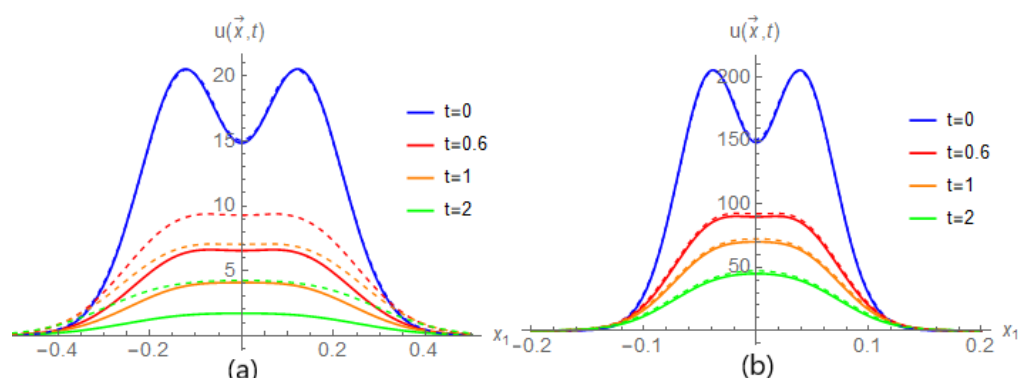 u(x⃗,t)
20
15
10
5
t=0
t=0.6
t=1
t=2
−0.4 −0.2 0.2 0.4 x₁
(a)
u(x⃗,t)
200
150
100
50
t=0
t=0.6
t=1
t=2
−0.2 −0.1 0.1 0.2 x₁
(b)